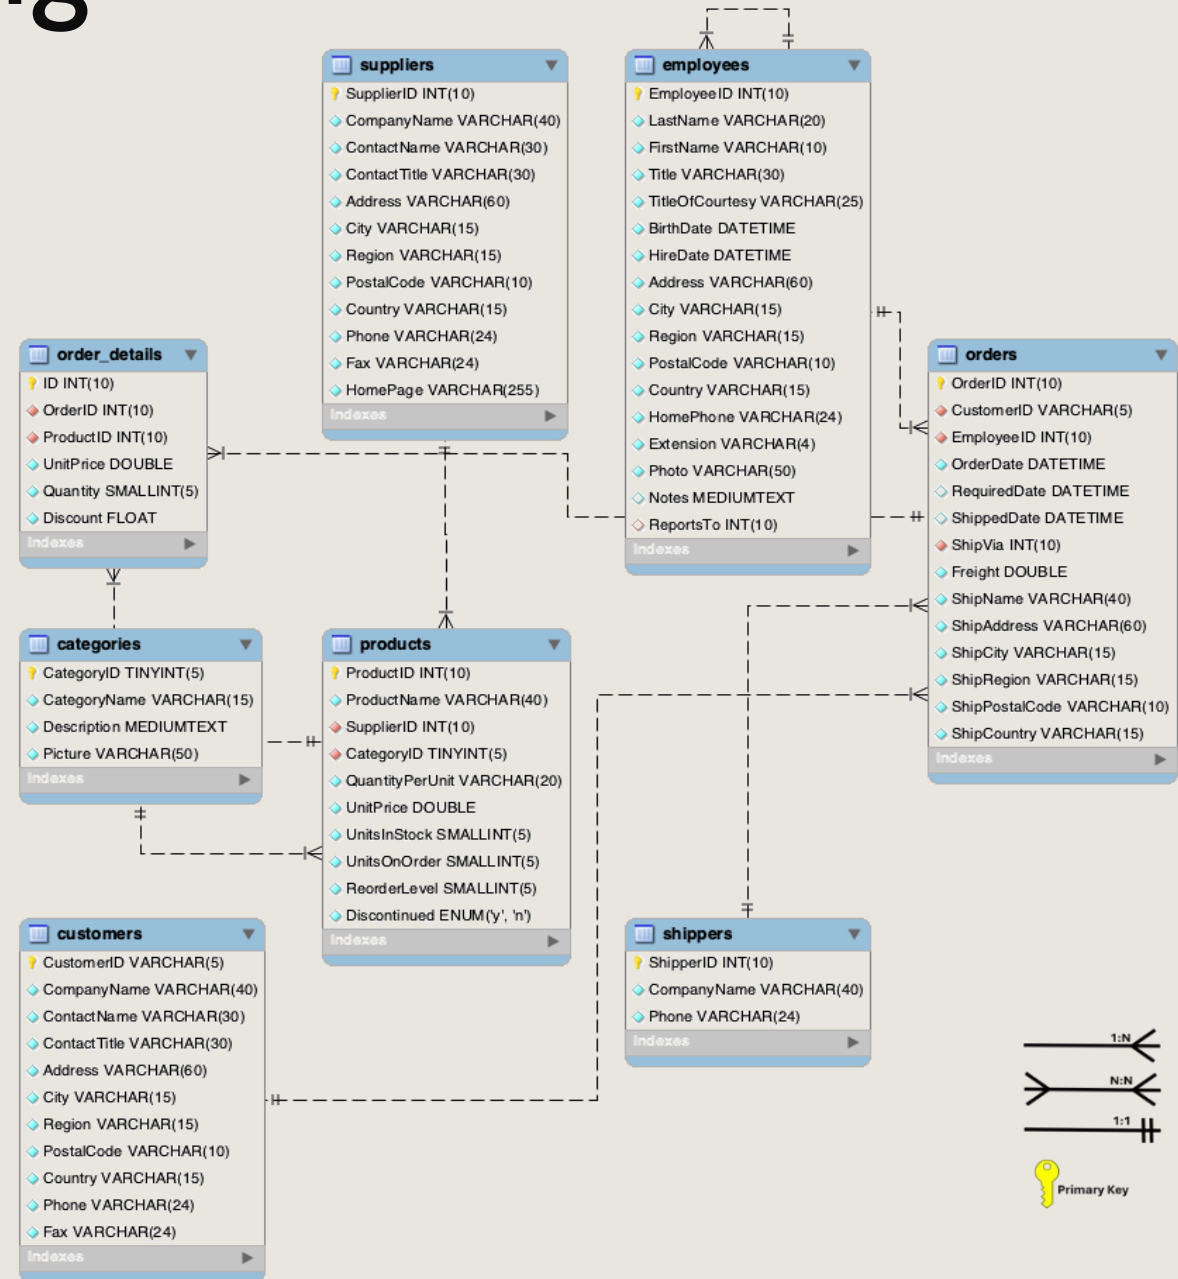 suppliers
SupplierID INT(10)
CompanyName VARCHAR(40)
ContactName VARCHAR(30)
ContactTitle VARCHAR(30)
Address VARCHAR(60)
City VARCHAR(15)
Region VARCHAR(15)
PostalCode VARCHAR(10)
Country VARCHAR(15)
Phone VARCHAR(24)
Fax VARCHAR(24)
HomePage VARCHAR(255)
Indexes
employees
EmployeeID INT(10)
LastName VARCHAR(20)
FirstName VARCHAR(10)
Title VARCHAR(30)
TitleOfCourtesy VARCHAR(25)
BirthDate DATETIME
HireDate DATETIME
Address VARCHAR(60)
City VARCHAR(15)
Region VARCHAR(15)
PostalCode VARCHAR(10)
Country VARCHAR(15)
HomePhone VARCHAR(24)
Extension VARCHAR(4)
Photo VARCHAR(50)
Notes MEDIUMTEXT
ReportsTo INT(10)
Indexes
order_details
ID INT(10)
OrderID INT(10)
ProductID INT(10)
UnitPrice DOUBLE
Quantity SMALLINT(5)
Discount FLOAT
Indexes
orders
OrderID INT(10)
CustomerID VARCHAR(5)
EmployeeID INT(10)
OrderDate DATETIME
RequiredDate DATETIME
ShippedDate DATETIME
ShipVia INT(10)
Freight DOUBLE
ShipName VARCHAR(40)
ShipAddress VARCHAR(60)
ShipCity VARCHAR(15)
ShipRegion VARCHAR(15)
ShipPostalCode VARCHAR(10)
ShipCountry VARCHAR(15)
Indexes
categories
CategoryID TINYINT(5)
CategoryName VARCHAR(15)
Description MEDIUMTEXT
Picture VARCHAR(50)
Indexes
products
ProductID INT(10)
ProductName VARCHAR(40)
SupplierID INT(10)
CategoryID TINYINT(5)
QuantityPerUnit VARCHAR(20)
UnitPrice DOUBLE
UnitsInStock SMALLINT(5)
UnitsOnOrder SMALLINT(5)
ReorderLevel SMALLINT(5)
Discontinued ENUM('y', 'n')
Indexes
customers
CustomerID VARCHAR(5)
CompanyName VARCHAR(40)
ContactName VARCHAR(30)
ContactTitle VARCHAR(30)
Address VARCHAR(60)
City VARCHAR(15)
Region VARCHAR(15)
PostalCode VARCHAR(10)
Country VARCHAR(15)
Phone VARCHAR(24)
Fax VARCHAR(24)
Indexes
shippers
ShipperID INT(10)
CompanyName VARCHAR(40)
Phone VARCHAR(24)
Indexes
1:N
N:N
1:1
Primary Key